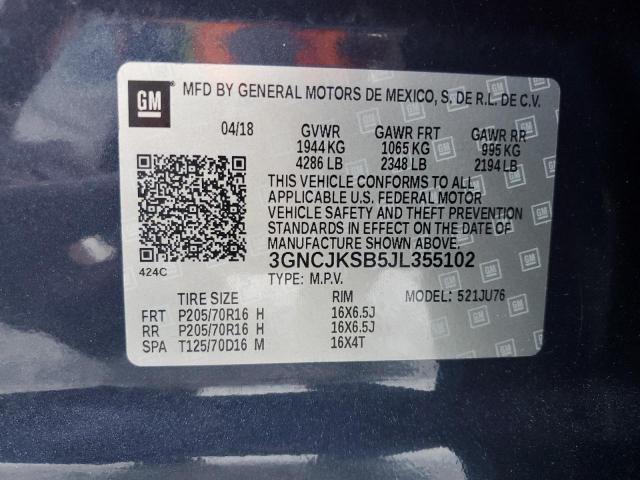 GM
MFD BY GENERAL MOTORS DE MEXICO, S. DE R.L. DE C.V.
04/18 GVWR GAWR FRT GAWR RR
1944 KG 1065 KG 995 KG
4286 LB 2348 LB 2194 LB
THIS VEHICLE CONFORMS TO ALL
APPLICABLE U.S. FEDERAL MOTOR
VEHICLE SAFETY AND THEFT PREVENTION
STANDARDS IN EFFECT ON THE DATE OF
MANUFACTURE SHOWN ABOVE.
3GNCJKSB5JL355102
424C
TYPE: M.P.V.
TIRE SIZE RIM MODEL: 521JU76
FRT P205/70R16 H 16X6.5J
RR P205/70R16 H 16X6.5J
SPA T125/70D16 M 16X4T